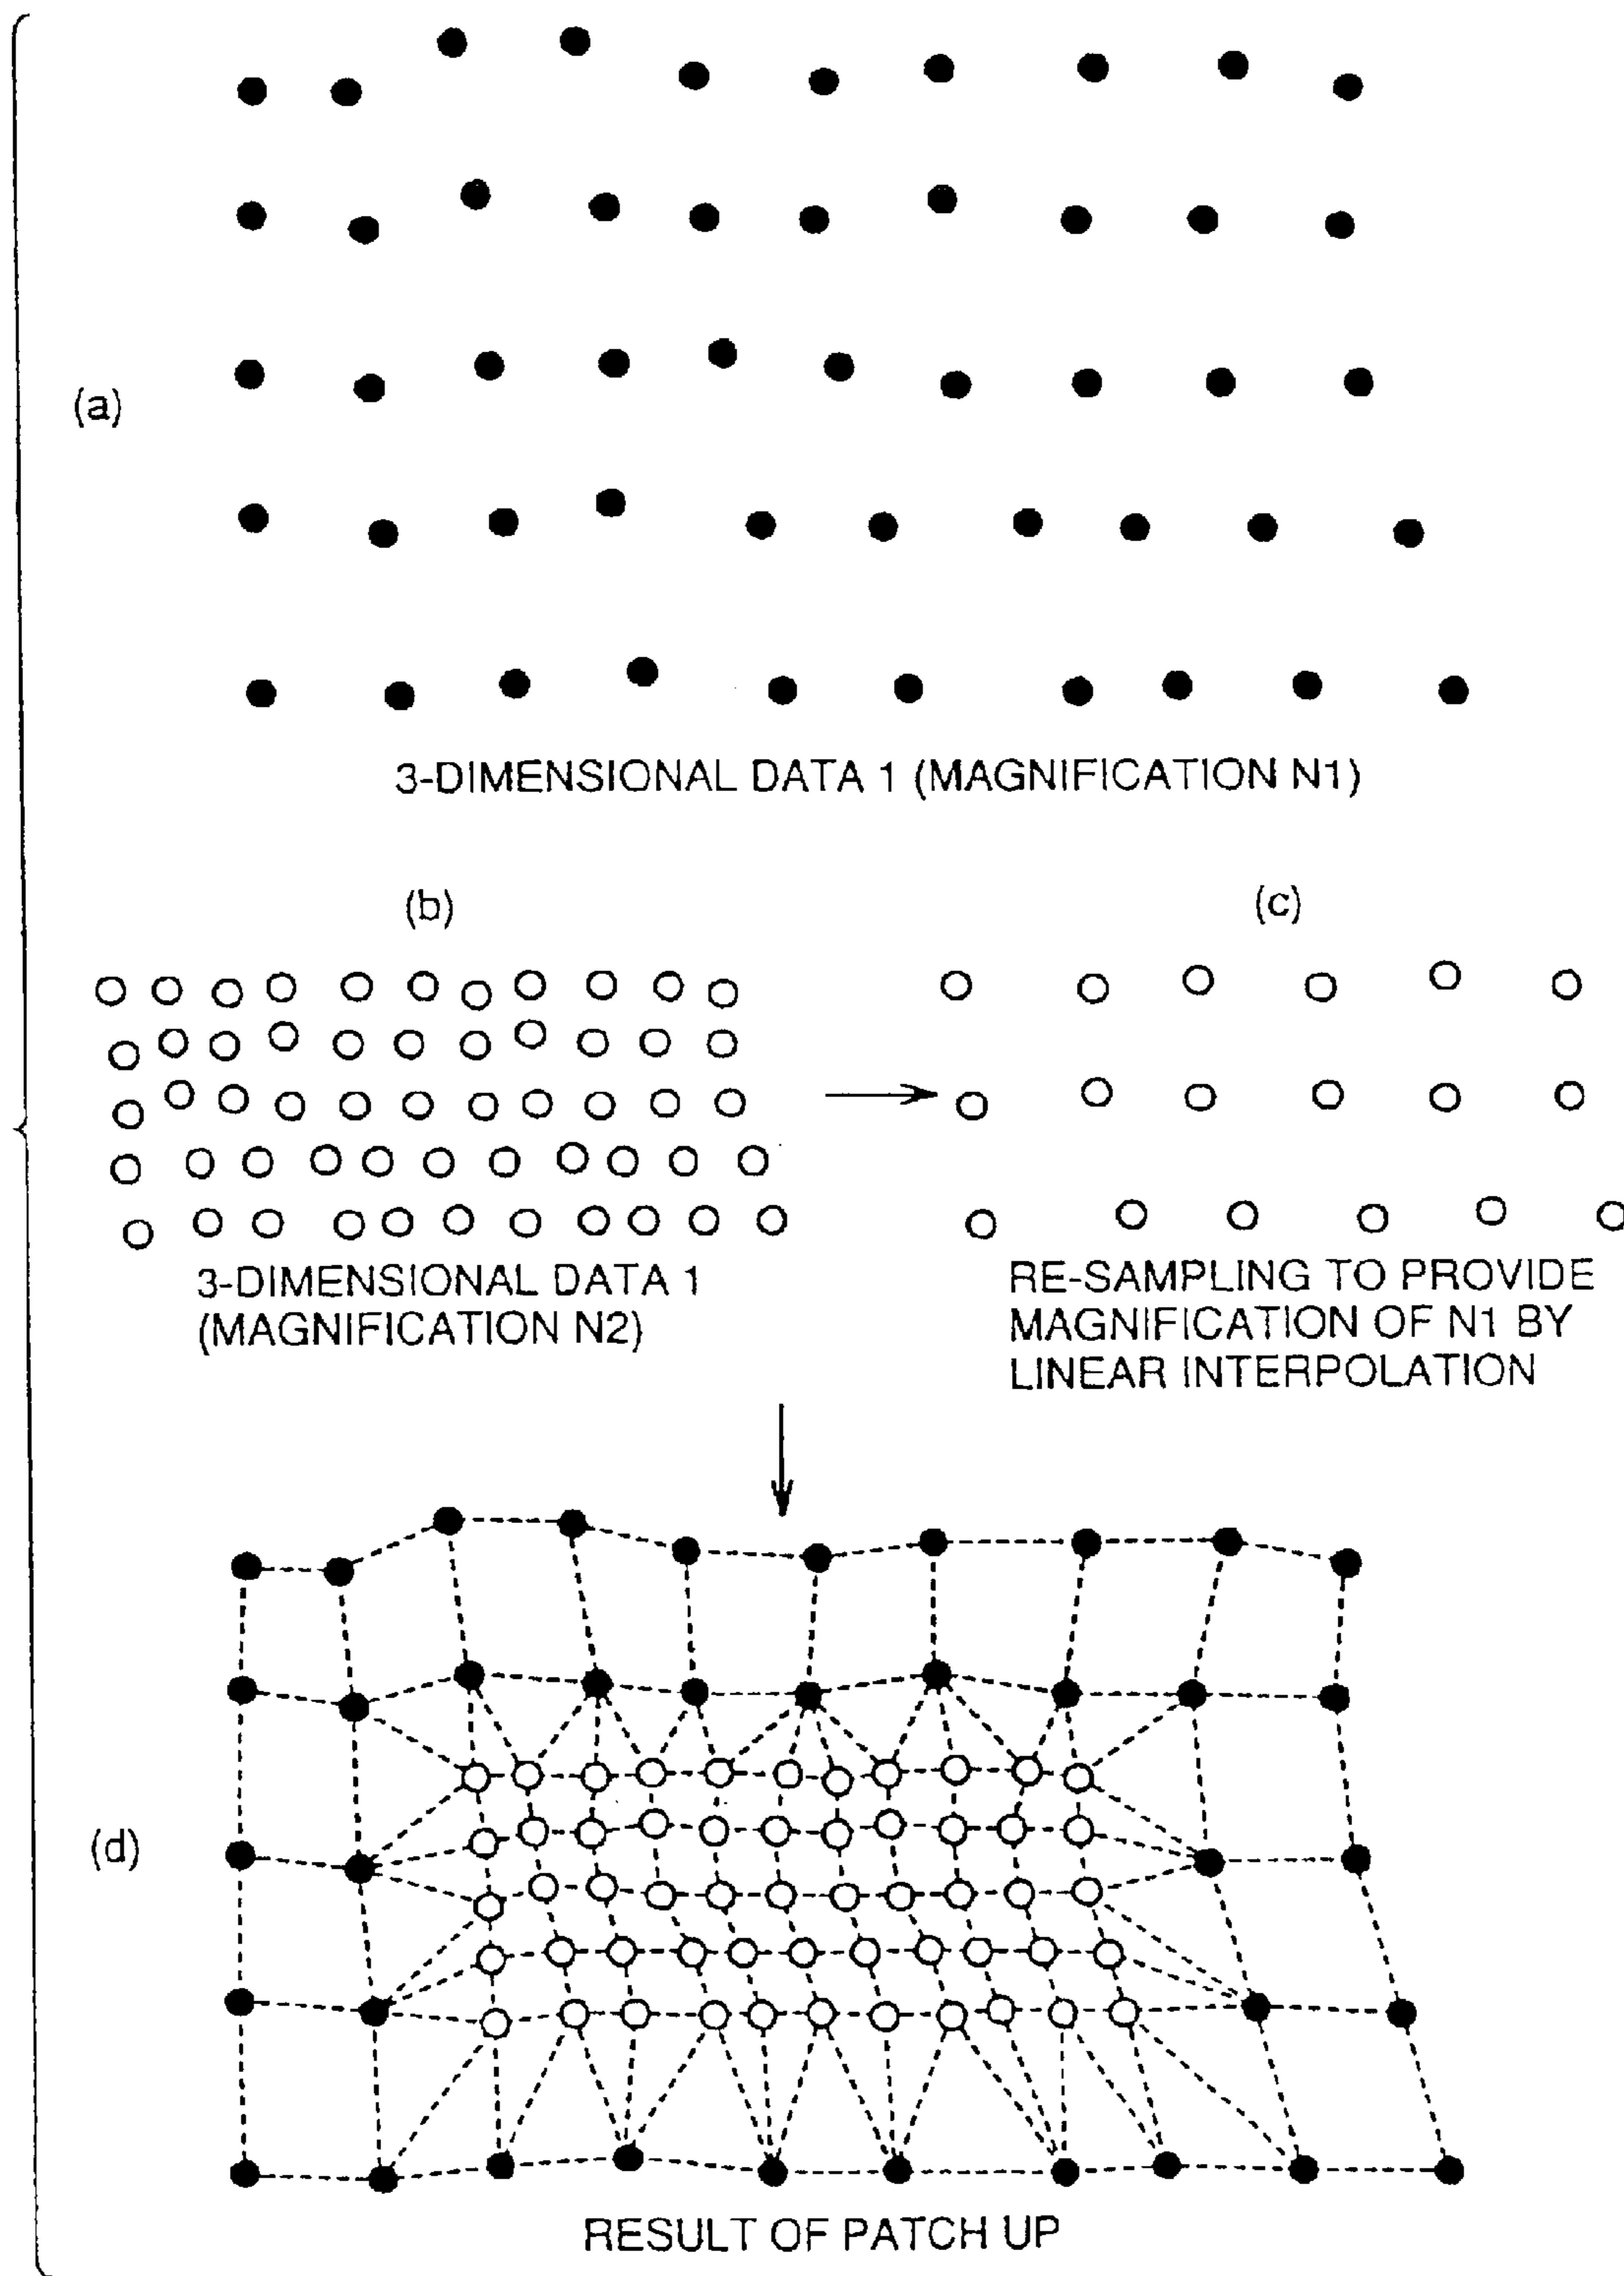 (a)
3-DIMENSIONAL DATA 1 (MAGNIFICATION N1)
(b)
3-DIMENSIONAL DATA 1
(MAGNIFICATION N2)
(c)
RE-SAMPLING TO PROVIDE
MAGNIFICATION OF N1 BY
LINEAR INTERPOLATION
(d)
RESULT OF PATCH UP